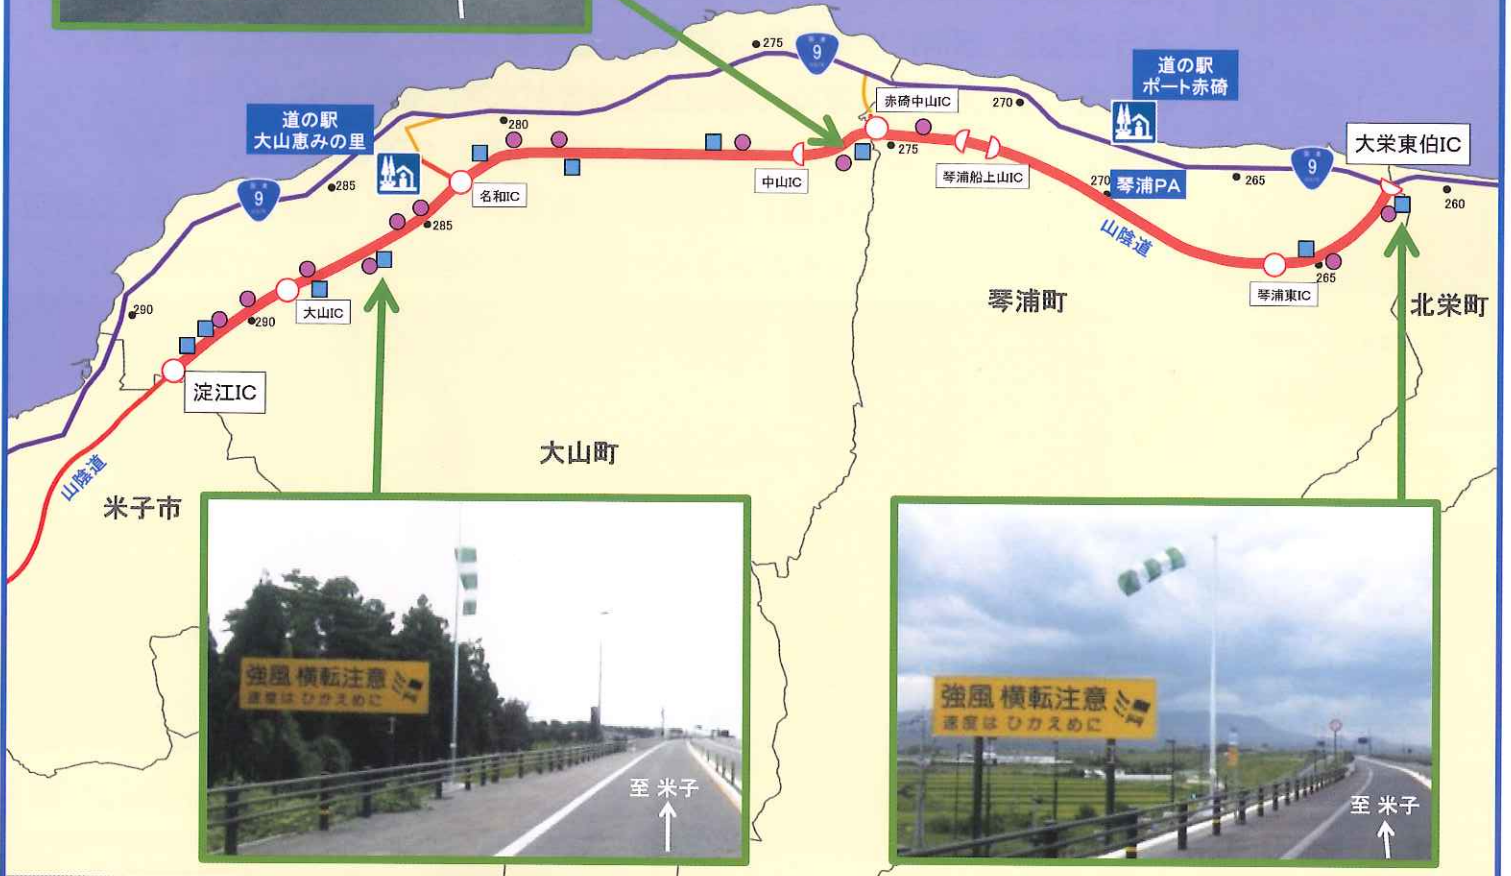 275
9
道の駅
ポート赤碕
赤碕中山IC
270
道の駅
大山恵みの里
280
275
大栄東伯IC
中山IC
琴浦船上山IC
270
琴浦PA
265
9
260
285
9
名和IC
285
山陰道
265
琴浦東IC
290
290
大山IC
琴浦町
北栄町
淀江IC
大山町
山陰道
米子市
強風 横転注意
速度は ひかえめに
至 米子
強風 横転注意
速度は ひかえめに
至 米子